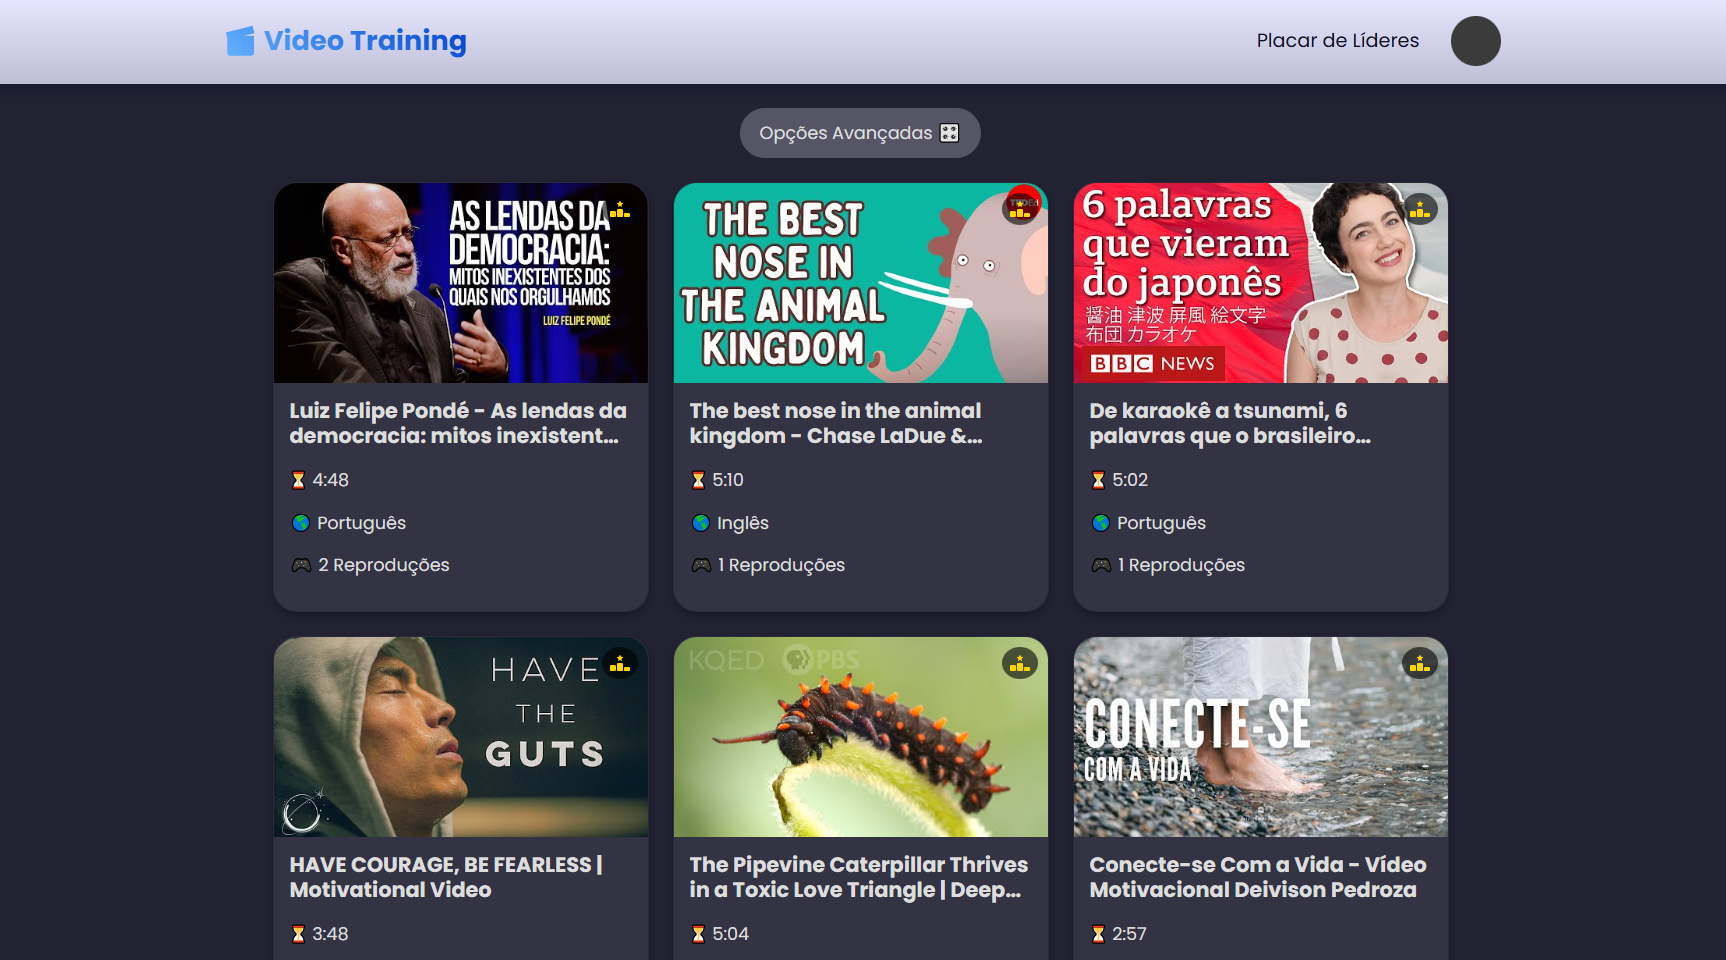 Video Training
Placar de Líderes
Opções Avançadas
AS LENDAS DA
DEMOCRACIA:
MITOS INEXISTENTES DOS
QUAIS NOS ORGULHAMOS
LUIZ FELIPE PONDÉ
THE BEST
NOSE IN
THE ANIMAL
KINGDOM
6 palavras
que vieram
do japonês
醤油 津波 屏風 絵文字
布団 カラオケ
BBC NEWS
Luiz Felipe Pondé - As lendas da
democracia: mitos inexistent...
The best nose in the animal
kingdom - Chase LaDue &...
De karaokê a tsunami, 6
palavras que o brasileiro...
4:48
5:10
5:02
Português
Inglês
Português
2 Reproduções
1 Reproduções
1 Reproduções
HAVE
THE
GUTS
KQED PBS
CONECTE-SE
COM A VIDA
HAVE COURAGE, BE FEARLESS |
Motivational Video
The Pipevine Caterpillar Thrives
in a Toxic Love Triangle | Deep...
Conecte-se Com a Vida - Vídeo
Motivacional Deivison Pedroza
3:48
5:04
2:57